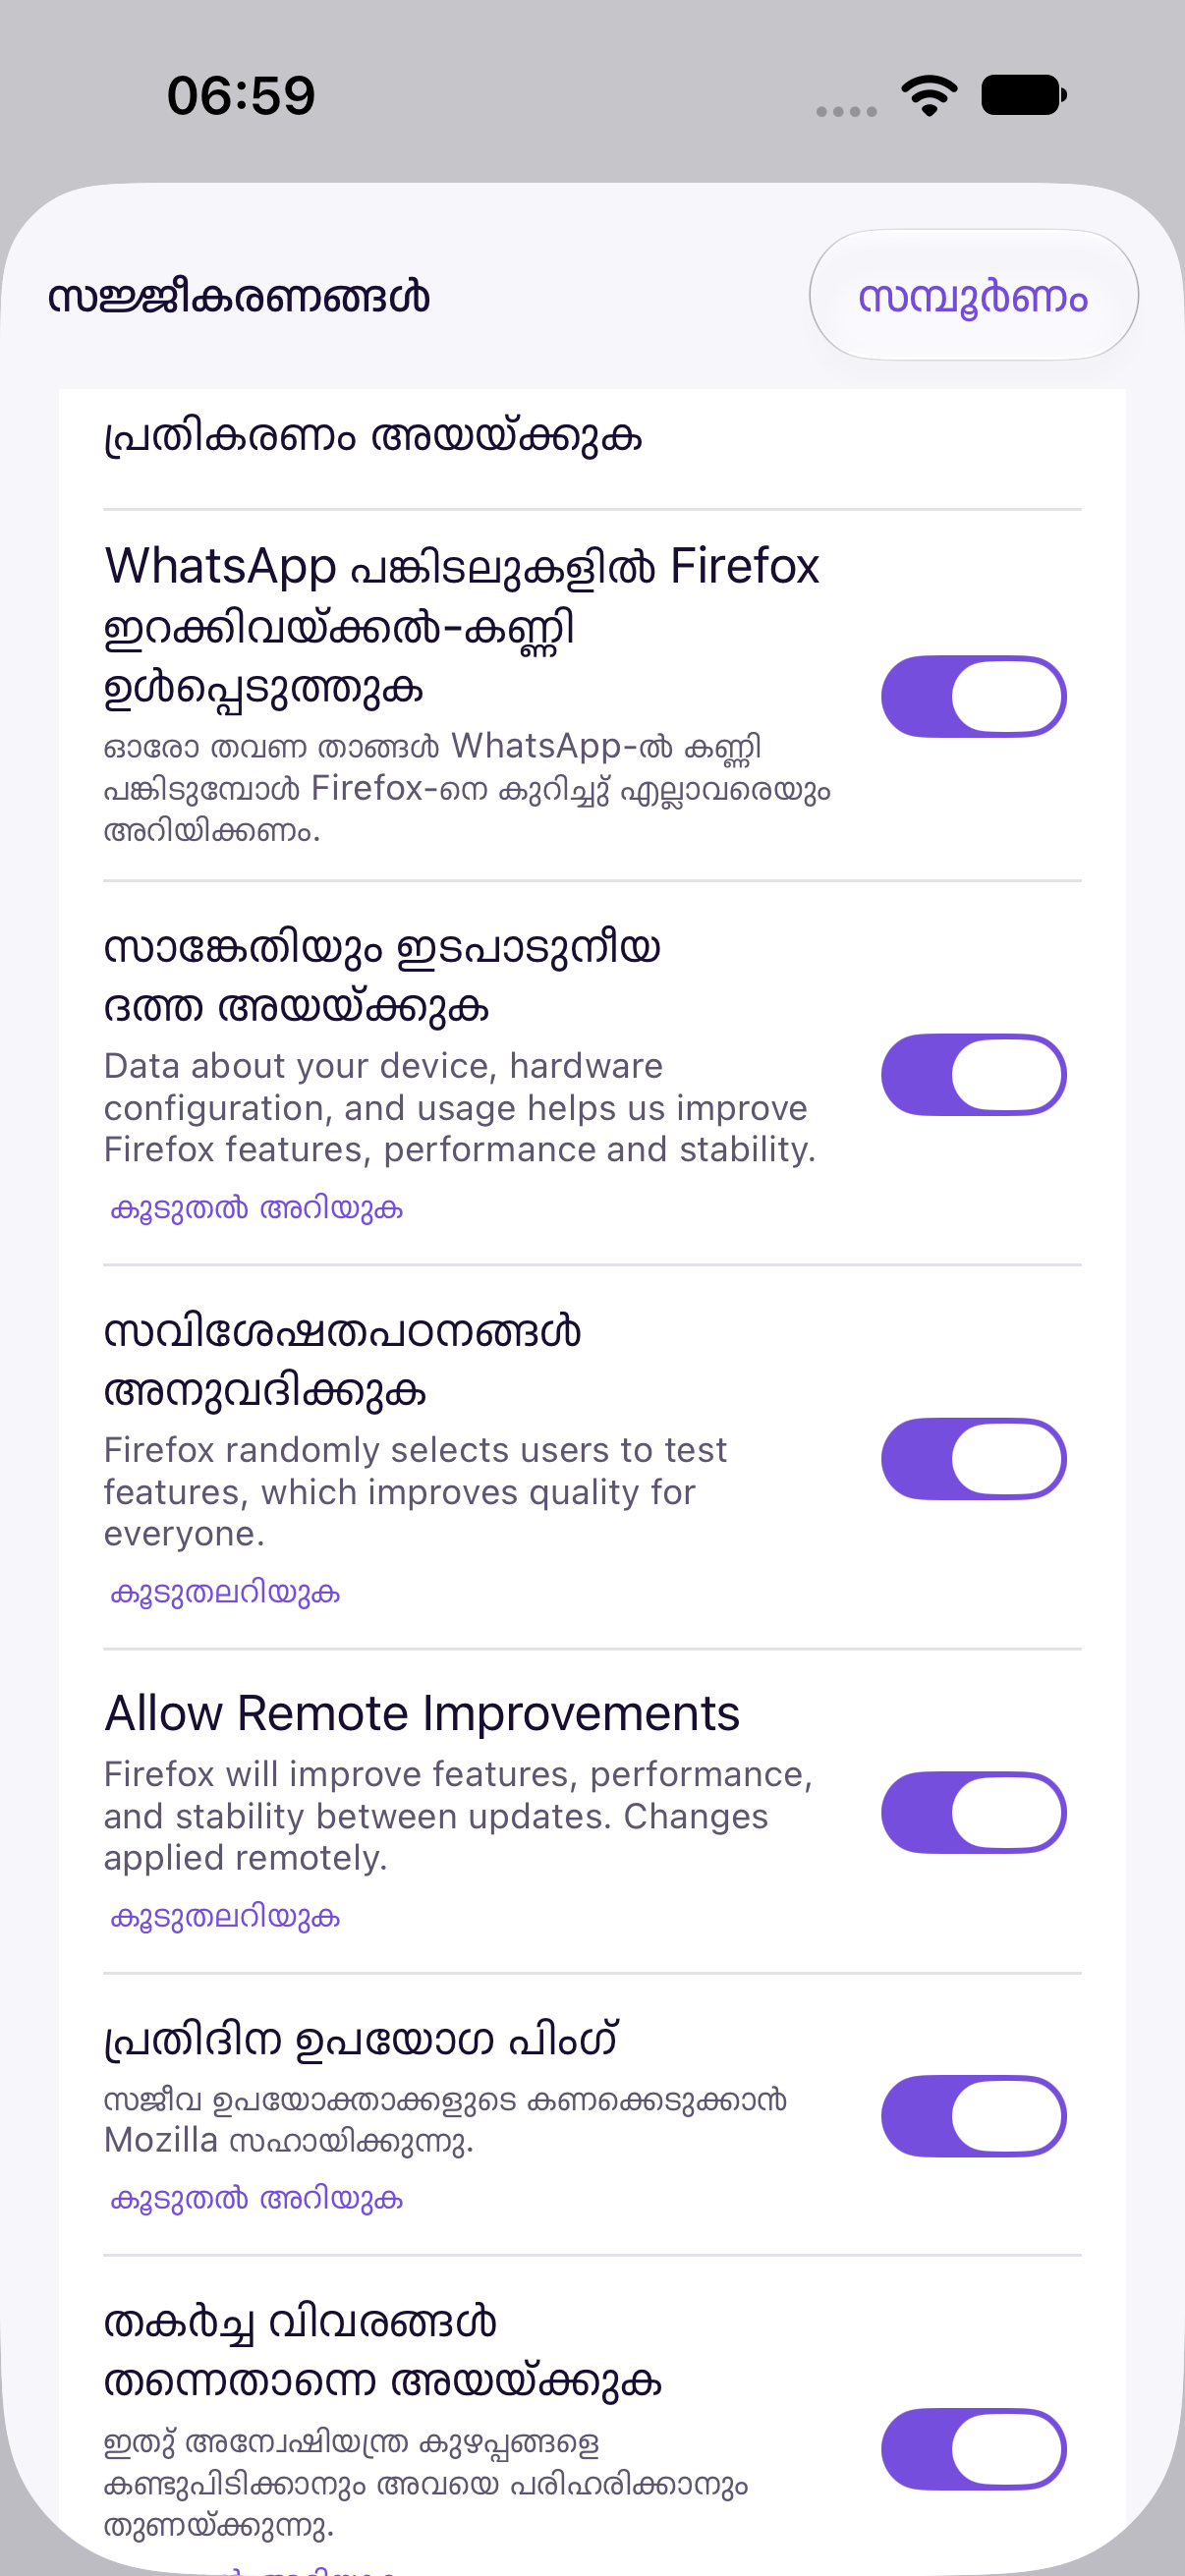 06:59
സജ്ജീകരണങ്ങൾ
സമ്പൂർണം
പ്രതികരണം അയയ്ക്കുക
WhatsApp പങ്കിടലുകളിൽ Firefox
ഇറക്കിവയ്ക്കൽ-കണ്ണി
ഉൾപ്പെടുത്തുക
ഓരോ തവണ താങ്ങൾ WhatsApp-ൽ കണ്ണി
പങ്കിടുമ്പോൾ Firefox-നെ കുറിച്ചു് എല്ലാവരെയും
അറിയിക്കണം.
സാങ്കേതിയും ഇടപാടുനീയ
ദത്ത അയയ്ക്കുക
Data about your device, hardware
configuration, and usage helps us improve
Firefox features, performance and stability.
കൂടുതൽ അറിയുക
സവിശേഷതപഠനങ്ങൾ
അനുവദിക്കുക
Firefox randomly selects users to test
features, which improves quality for
everyone.
കൂടുതലറിയുക
Allow Remote Improvements
Firefox will improve features, performance,
and stability between updates. Changes
applied remotely.
കൂടുതലറിയുക
പ്രതിദിന ഉപയോഗ പിംഗ്
സജീവ ഉപയോക്താക്കളുടെ കണക്കെടുക്കാൻ
Mozilla സഹായിക്കുന്നു.
കൂടുതൽ അറിയുക
തകർച്ച വിവരങ്ങൾ
തന്നെതാന്നെ അയയ്ക്കുക
ഇതു് അന്വേഷിയന്ത്ര കുഴപ്പങ്ങളെ
കണ്ടുപിടിക്കാനും അവയെ പരിഹരിക്കാനും
തുണയ്ക്കുന്നു.